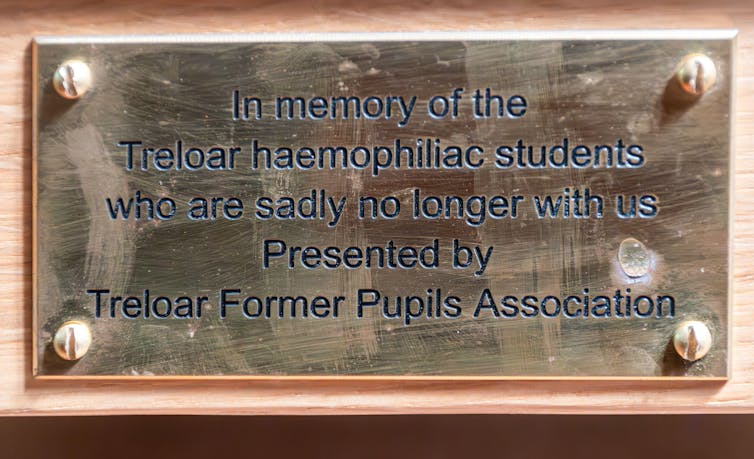 In memory of the
Treloar haemophiliac students
who are sadly no longer with us
Presented by
Treloar Former Pupils Association